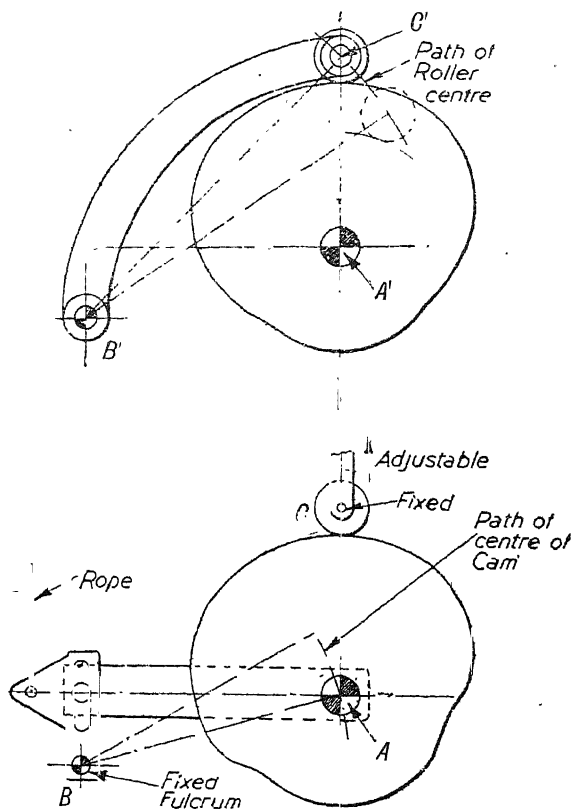 C'
Path of
Roller
centre
A'
B'
Adjustable
Fixed
C
Path of
centre of
Cam
Rope
A
B
Fixed
Fulcrum